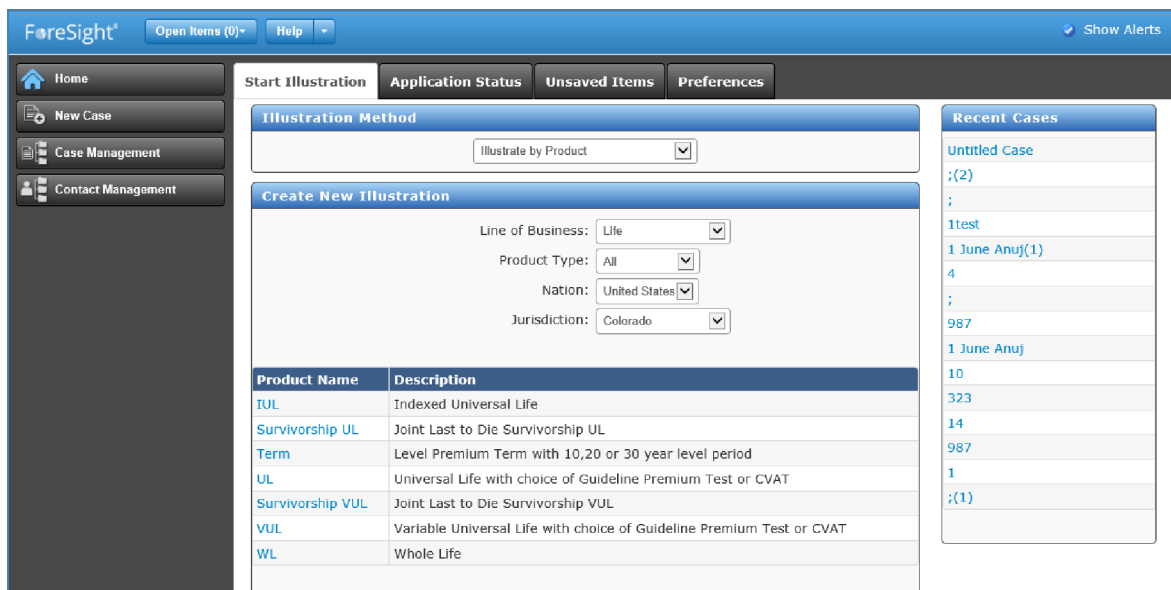 ForeSight® Open Items (0) Help Show Alerts
Home
New Case
Case Management
Contact Management
Start Illustration Application Status Unsaved Items Preferences
Illustration Method
Illustrate by Product
Create New Illustration
Line of Business: Life
Product Type: All
Nation: United States
Jurisdiction: Colorado
Product Name Description
IUL Indexed Universal Life
Survivorship UL Joint Last to Die Survivorship UL
Term Level Premium Term with 10,20 or 30 year level period
UL Universal Life with choice of Guideline Premium Test or CVAT
Survivorship VUL Joint Last to Die Survivorship VUL
VUL Variable Universal Life with choice of Guideline Premium Test or CVAT
WL Whole Life
Recent Cases
Untitled Case
;(2)
;
1test
1 June Anuj(1)
4
;
987
1 June Anuj
10
323
14
987
1
;(1)